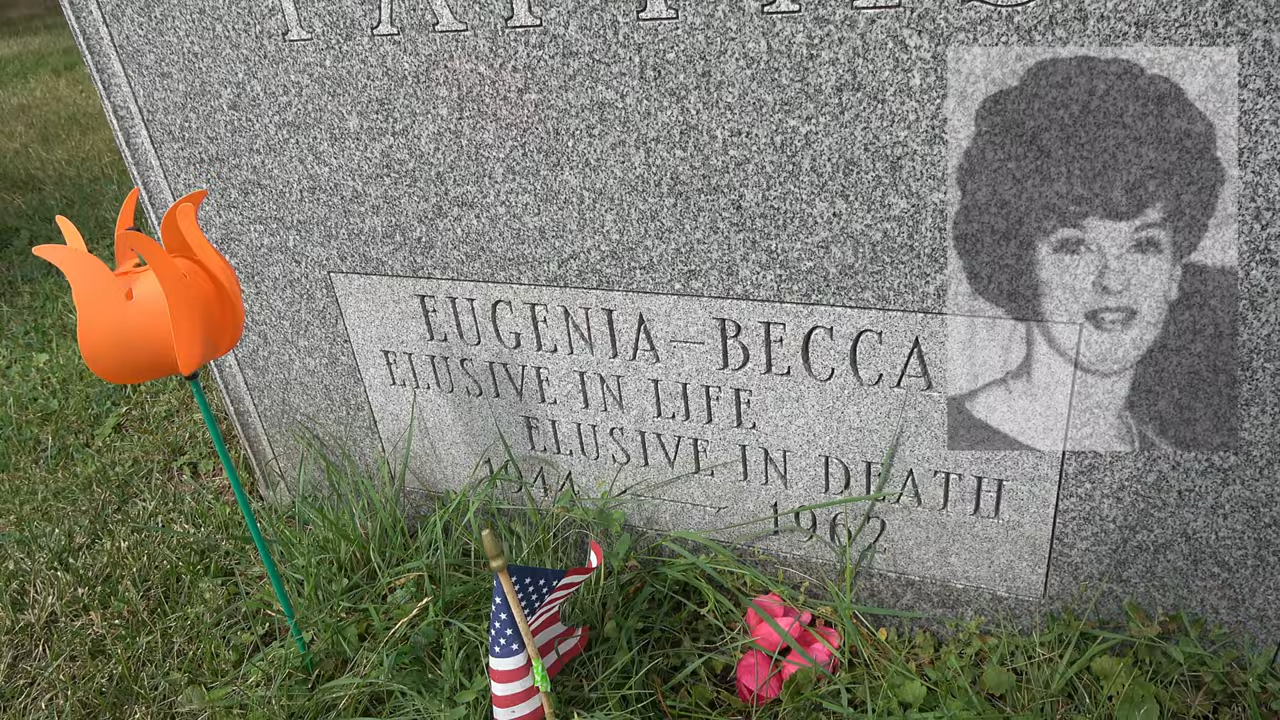 EUGENIA–BECCA
ELUSIVE IN LIFE
ELUSIVE IN DEATH
1944 1962